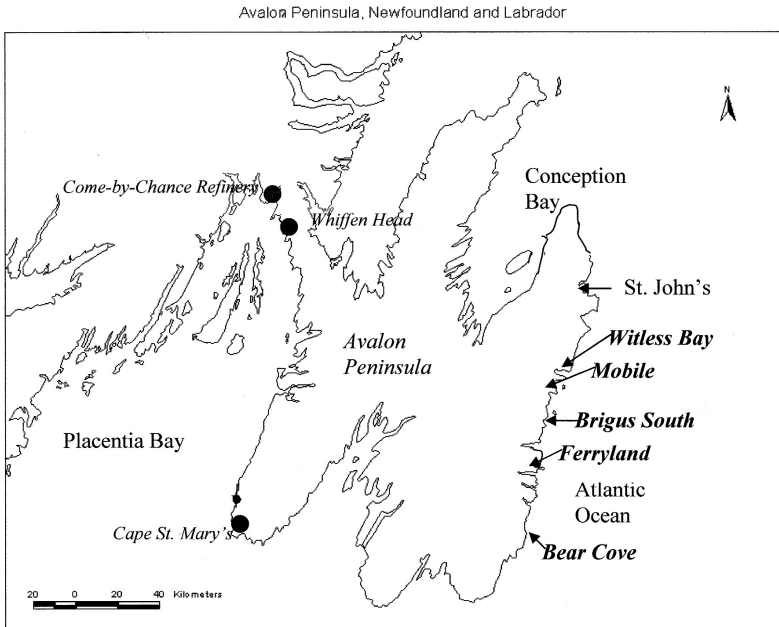 Avalon Peninsula, Newfoundland and Labrador
N
Conception
Bay
Come-by-Chance Refinery
Whiffen Head
St. John's
Witless Bay
Avalon
Peninsula
Mobile
Brigus South
Placentia Bay
Ferryland
Atlantic
Ocean
Cape St. Mary's
Bear Cove
20 0 20 40 Kilometers